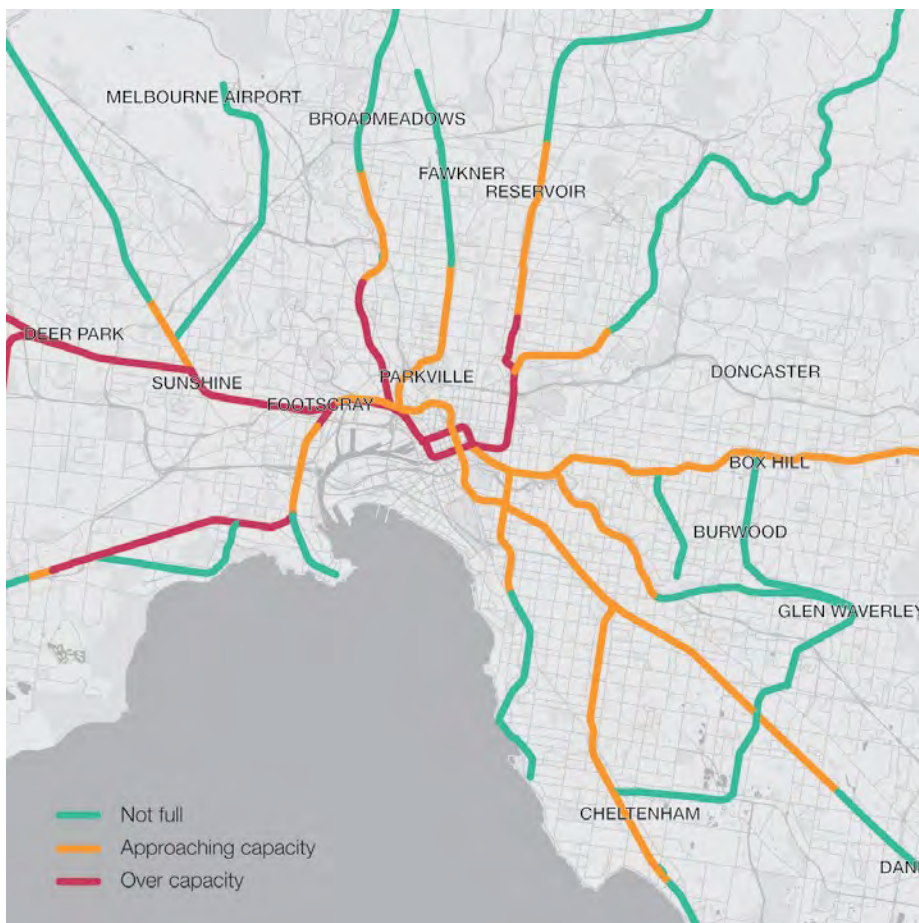 MELBOURNE AIRPORT
BROADMEADOWS
FAWKNER
RESERVOIR
DEER PARK
SUNSHINE
PARKVILLE
DONCASTER
FOOTSCRAY
BOX HILL
BURWOOD
GLEN WAVERLEY
CHELTENHAM
Not full
Approaching capacity
Over capacity
DAN